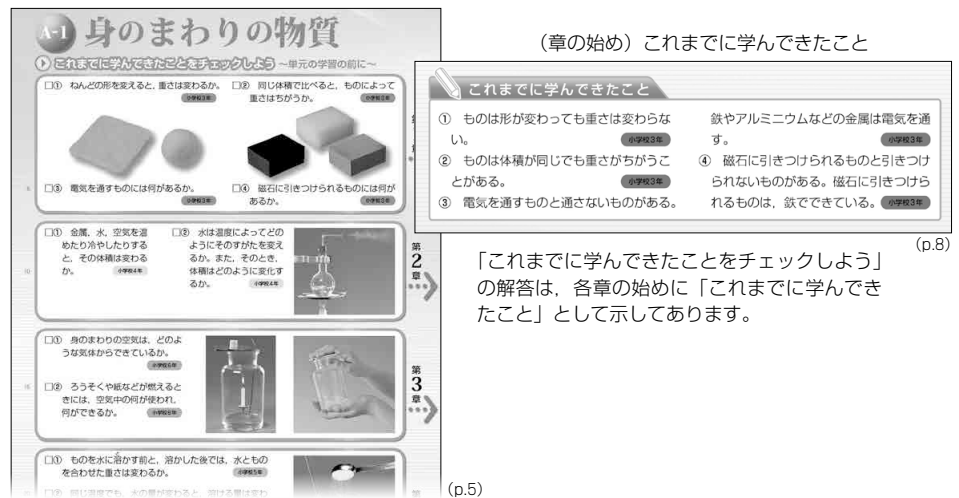 A-1 身のまわりの物質
これまでに学んできたことをチェックしよう ~単元の学習の前に~
□① ねんどの形を変えると，重さは変わるか。
小学校3年
□② 同じ体積で比べると，ものによって
重さはちがうか。
小学校3年
□③ 電気を通すものには何があるか。
小学校3年
□④ 磁石に引きつけられるものには何が
あるか。
小学校3年
□① 金属，水，空気を温
めたり冷やしたりする
と，その体積は変わる
か。
小学校4年
□② 水は温度によってどの
ようにそのすがたを変え
るか。また，そのとき，
体積はどのように変化す
るか。
小学校4年
第
2
章
□① 身のまわりの空気は，どのよ
うな気体からできているか。
小学校6年
□② ろうそくや紙などが燃えると
きには，空気中の何が使われ，
何ができるか。
小学校6年
第
3
章
□① ものを水に溶かす前と，溶かした後では，水ともの
を合わせた重さは変わるか。
小学校5年
□② 同じ温度でも，水の量が変わると，溶ける量は変わ
(p.5)
（章の始め）これまでに学んできたこと
これまでに学んできたこと
① ものは形が変わっても重さは変わらな
い。
小学校3年
② ものは体積が同じでも重さがちがうこ
とがある。
小学校3年
③ 電気を通すものと通さないものがある。
鉄やアルミニウムなどの金属は電気を通
す。
小学校3年
④ 磁石に引きつけられるものと引きつけ
られないものがある。磁石に引きつけら
れるものは，鉄でできている。
小学校3年
(p.8)
「これまでに学んできたことをチェックしよう」
の解答は，各章の始めに「これまでに学んでき
たこと」として示してあります。